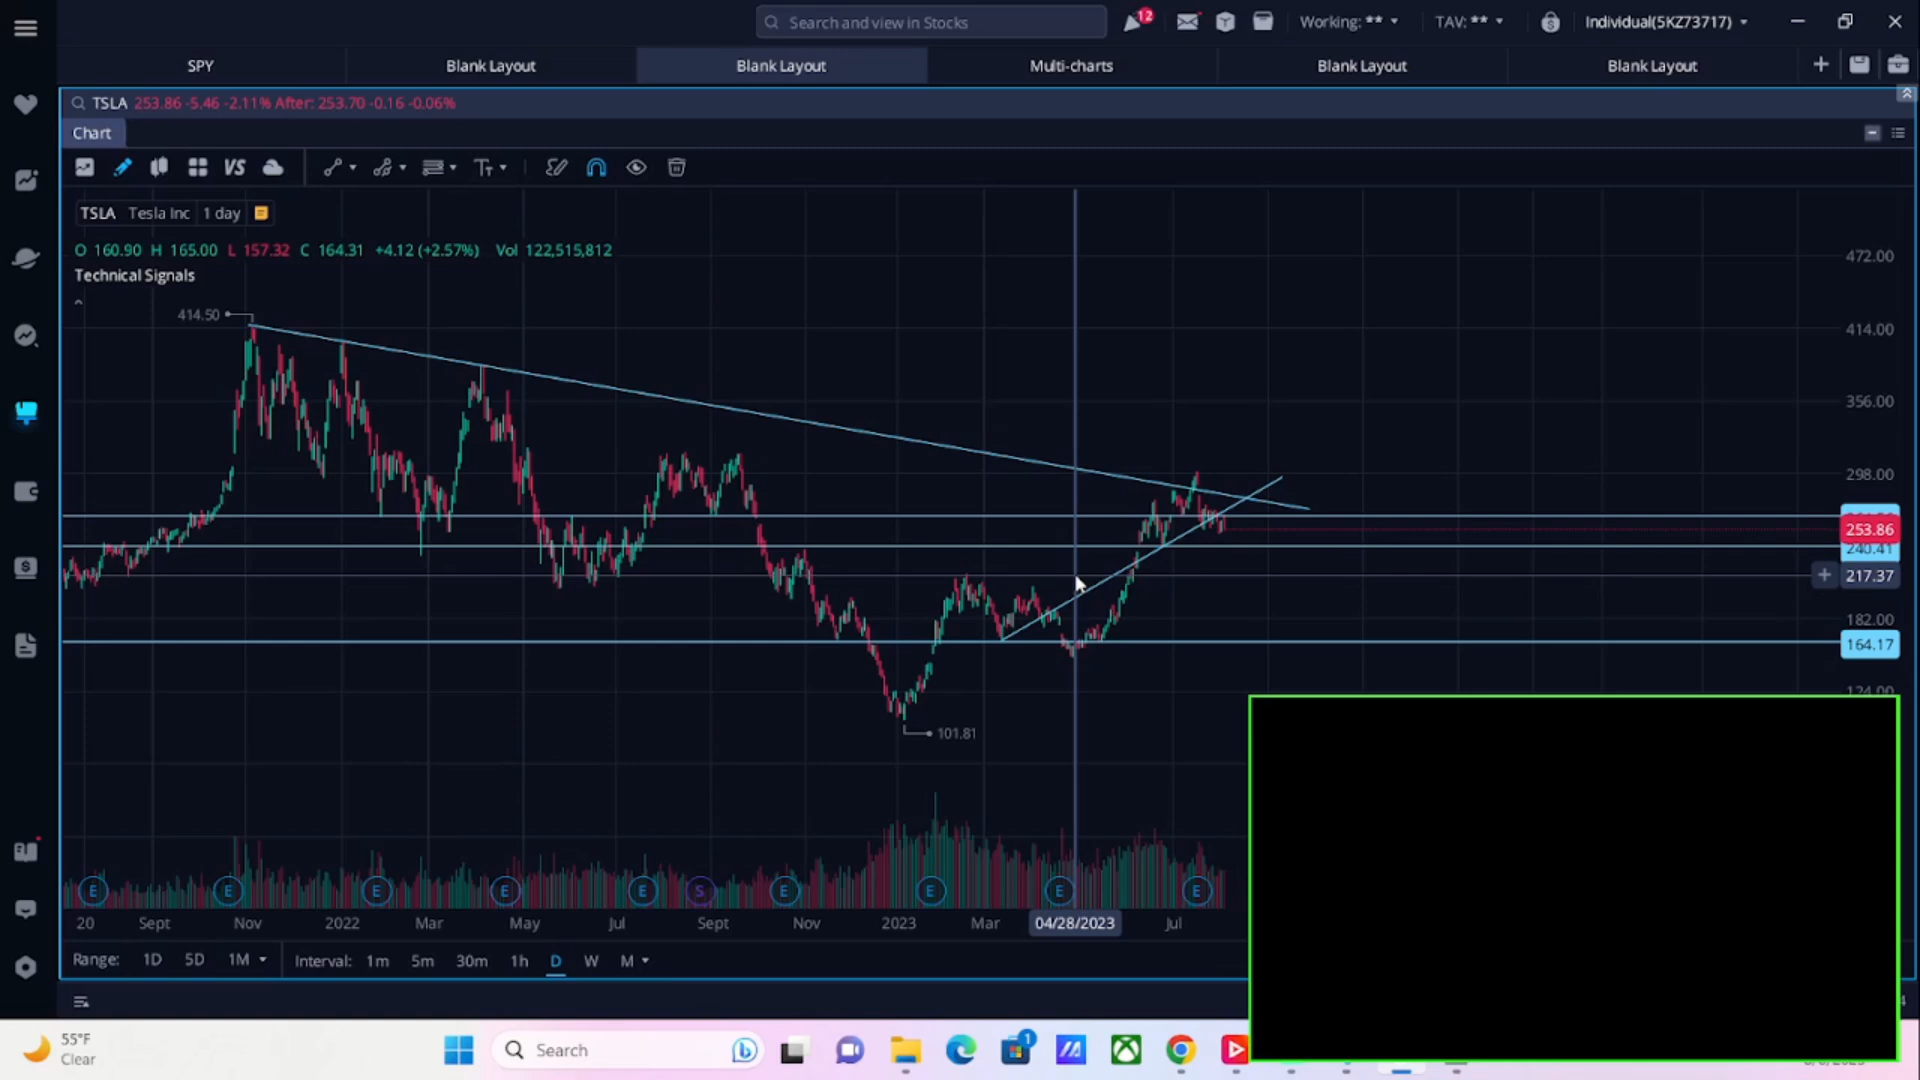 Search and view in Stocks
12
Working: **
TAV: **
Individual(5KZ73717)
SPY
Blank Layout
Blank Layout
Multi-charts
Blank Layout
Blank Layout
TSLA 253.86 -5.46 -2.11% After: 253.70 -0.16 -0.06%
Chart
VS
TSLA Tesla Inc 1 day
O 160.90 H 165.00 L 157.32 C 164.31 +4.12 (+2.57%) Vol 122,515,812
Technical Signals
472.00
414.50
414.00
356.00
298.00
253.86
240.41
217.37
182.00
164.17
124.00
101.81
E E E E E S E E E E
20 Sept Nov 2022 Mar May Jul Sept Nov 2023 Mar 04/28/2023 Jul
Range: 1D 5D 1M Interval: 1m 5m 30m 1h D W M
55°F
Clear
Search
1